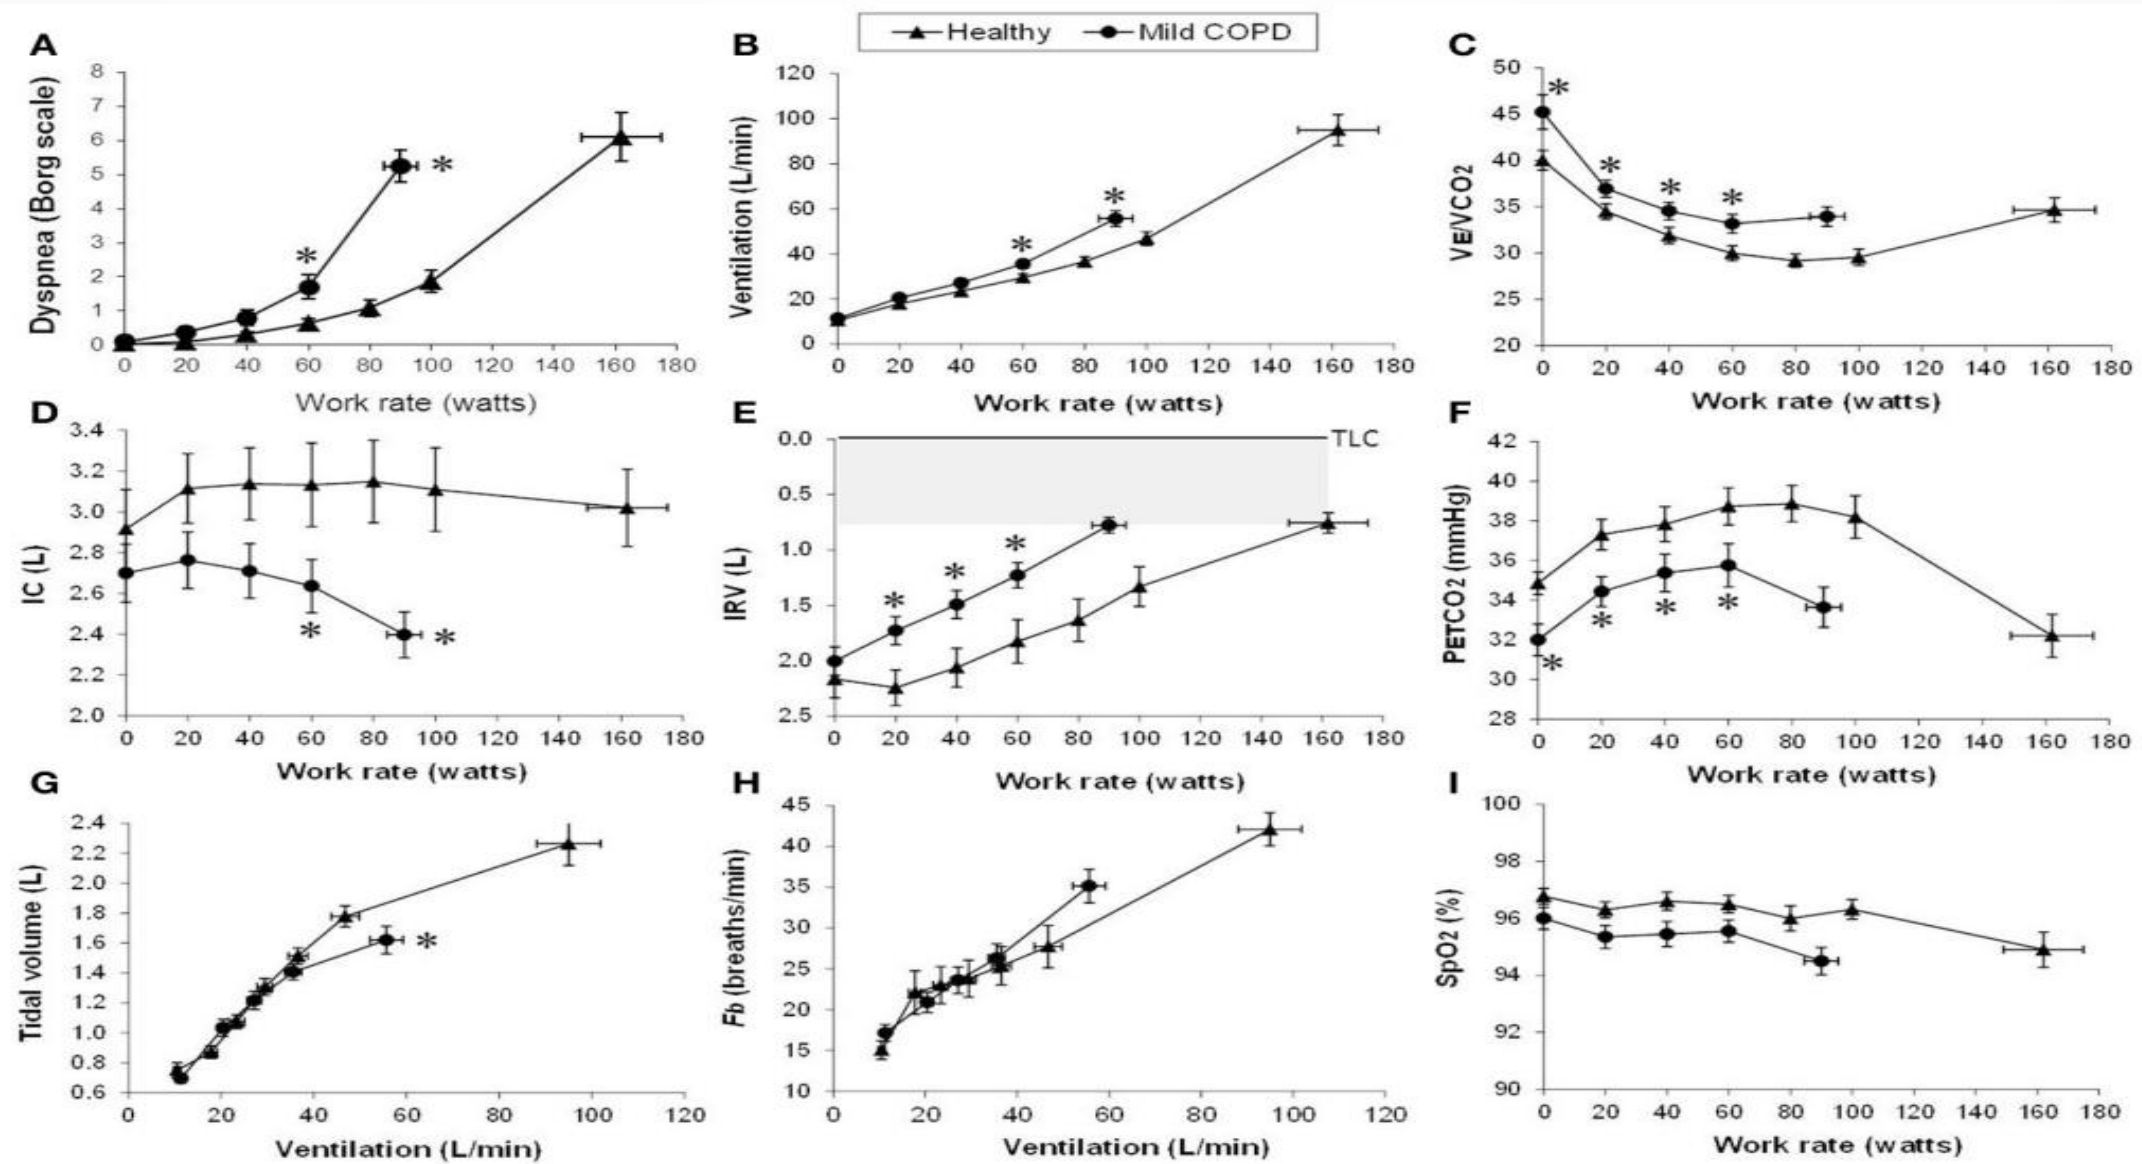 Healthy Mild COPD
A
Dyspnea (Borg scale)
8
7
6
5
4
3
2
1
0
* *
0 20 40 60 80 100 120 140 160 180
Work rate (watts)
B
Ventilation (L/min)
120
100
80
60
40
20
0
* *
0 20 40 60 80 100 120 140 160 180
Work rate (watts)
C
VE/VCO2
50
45
40
35
30
25
20
* * * *
0 20 40 60 80 100 120 140 160 180
Work rate (watts)
D
IC (L)
3.4
3.2
3.0
2.8
2.6
2.4
2.2
2.0
* *
0 20 40 60 80 100 120 140 160 180
Work rate (watts)
E
IRV (L)
0.0
0.5
1.0
1.5
2.0
2.5
TLC
* * *
0 20 40 60 80 100 120 140 160 180
Work rate (watts)
F
PETCO2 (mmHg)
42
40
38
36
34
32
30
28
* * * *
0 20 40 60 80 100 120 140 160 180
Work rate (watts)
G
Tidal volume (L)
2.4
2.2
2.0
1.8
1.6
1.4
1.2
1.0
0.8
0.6
*
0 20 40 60 80 100 120
Ventilation (L/min)
H
Fb (breaths/min)
45
40
35
30
25
20
15
10
0 20 40 60 80 100 120
Ventilation (L/min)
I
SpO2 (%)
100
98
96
94
92
90
0 20 40 60 80 100 120 140 160 180
Work rate (watts)